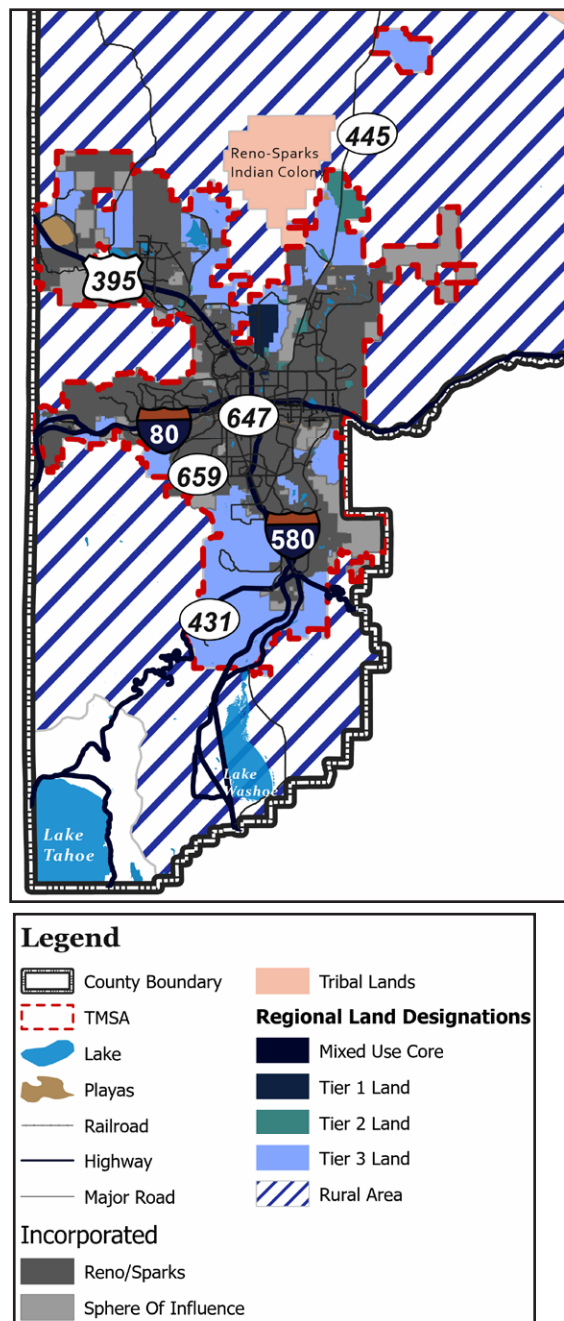 445
Reno-Sparks
Indian Colony
395
647
80
659
580
431
Lake
Washoe
Lake
Tahoe
Legend
County Boundary
TMSA
Lake
Playas
Railroad
Highway
Major Road
Incorporated
Reno/Sparks
Sphere Of Influence
Tribal Lands
Regional Land Designations
Mixed Use Core
Tier 1 Land
Tier 2 Land
Tier 3 Land
Rural Area